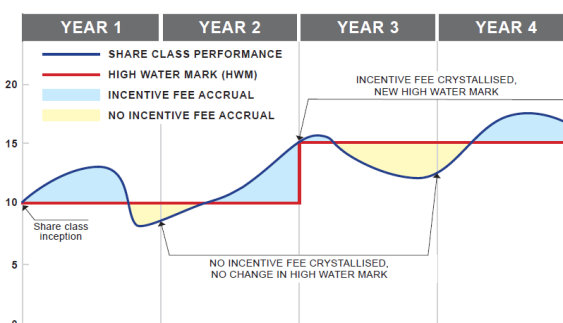 YEAR 1 YEAR 2 YEAR 3 YEAR 4
SHARE CLASS PERFORMANCE
HIGH WATER MARK (HWM)
INCENTIVE FEE ACCRUAL
NO INCENTIVE FEE ACCRUAL
INCENTIVE FEE CRYSTALLISED,
NEW HIGH WATER MARK
20
15
10
Share class
inception
NO INCENTIVE FEE CRYSTALLISED,
NO CHANGE IN HIGH WATER MARK
5
0